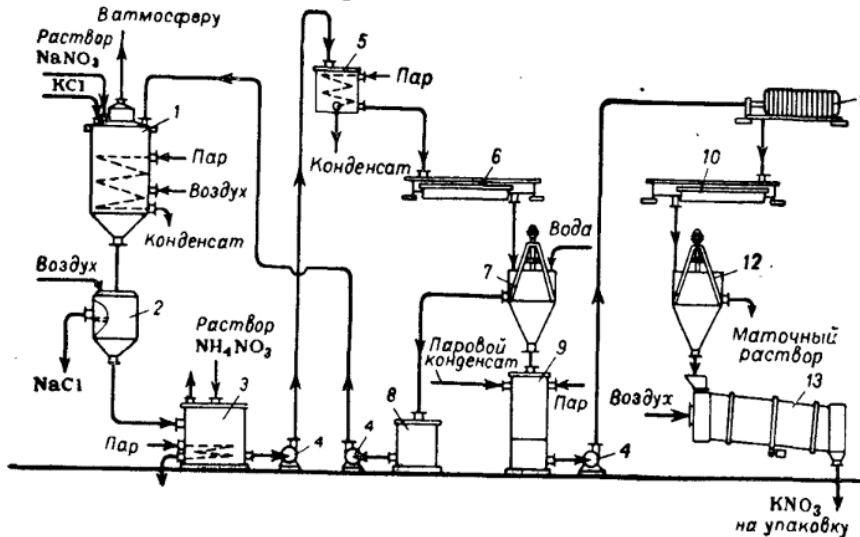 В атмосферу
Раствор
NaNO₃
KCl
1
Пар
Воздух
Конденсат
Воздух
2
NaCl
Раствор
NH₄NO₃
3
Пар
4
4
5
Пар
Конденсат
6
Вода
7
Паровой
конденсат
9
Пар
8
4
10
12
Маточный
раствор
13
Воздух
KNO₃
на упаковку